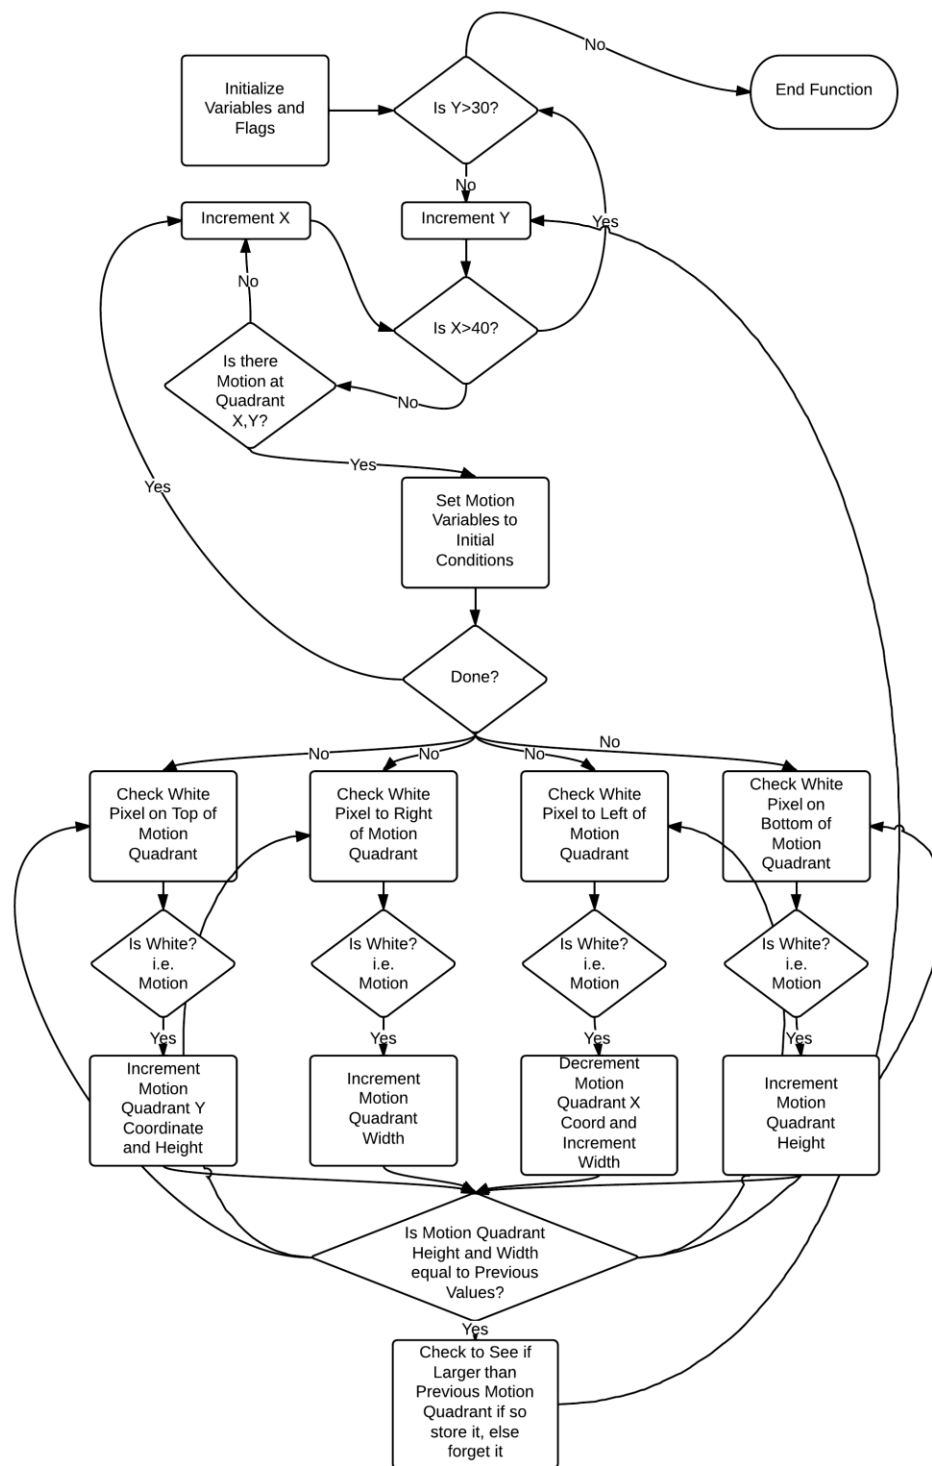 No
Initialize
Variables and
Flags
Is Y>30?
End Function
No
Increment X
Increment Y
Yes
No
Is X>40?
Is there
Motion at
Quadrant
X,Y?
No
Yes
Yes
Set Motion
Variables to
Initial
Conditions
Done?
No
No
No
No
Check White
Pixel on Top of
Motion
Quadrant
Check White
Pixel to Right
of Motion
Quadrant
Check White
Pixel to Left of
Motion
Quadrant
Check White
Pixel on
Bottom of
Motion
Quadrant
Is White?
i.e.
Motion
Is White?
i.e.
Motion
Is White?
i.e.
Motion
Is White?
i.e.
Motion
Yes
Yes
Yes
Yes
Increment
Motion
Quadrant Y
Coordinate
and Height
Increment
Motion
Quadrant
Width
Decrement
Motion
Quadrant X
Coord and
Increment
Width
Increment
Motion
Quadrant
Height
Is Motion Quadrant
Height and Width
equal to Previous
Values?
Yes
Check to See if
Larger than
Previous Motion
Quadrant if so
store it, else
forget it